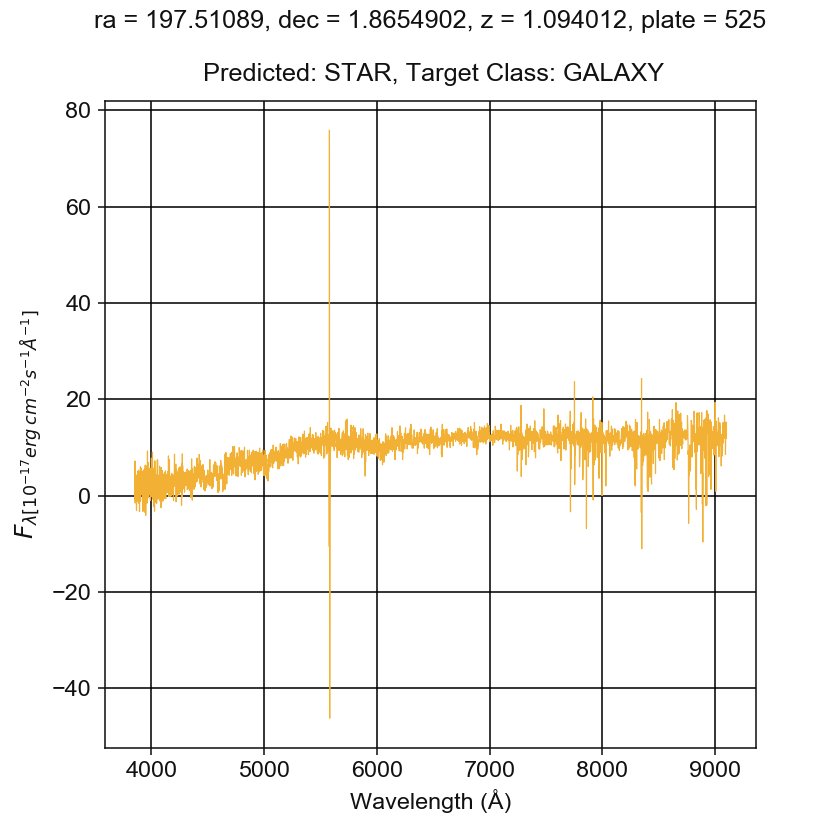 ra = 197.51089, dec = 1.8654902, z = 1.094012, plate = 525
Predicted: STAR, Target Class: GALAXY
80
60
40
20
0
−20
−40
F_λ[10^{−17} erg cm^{−2} s^{−1} Å^{−1}]
4000 5000 6000 7000 8000 9000
Wavelength (Å)